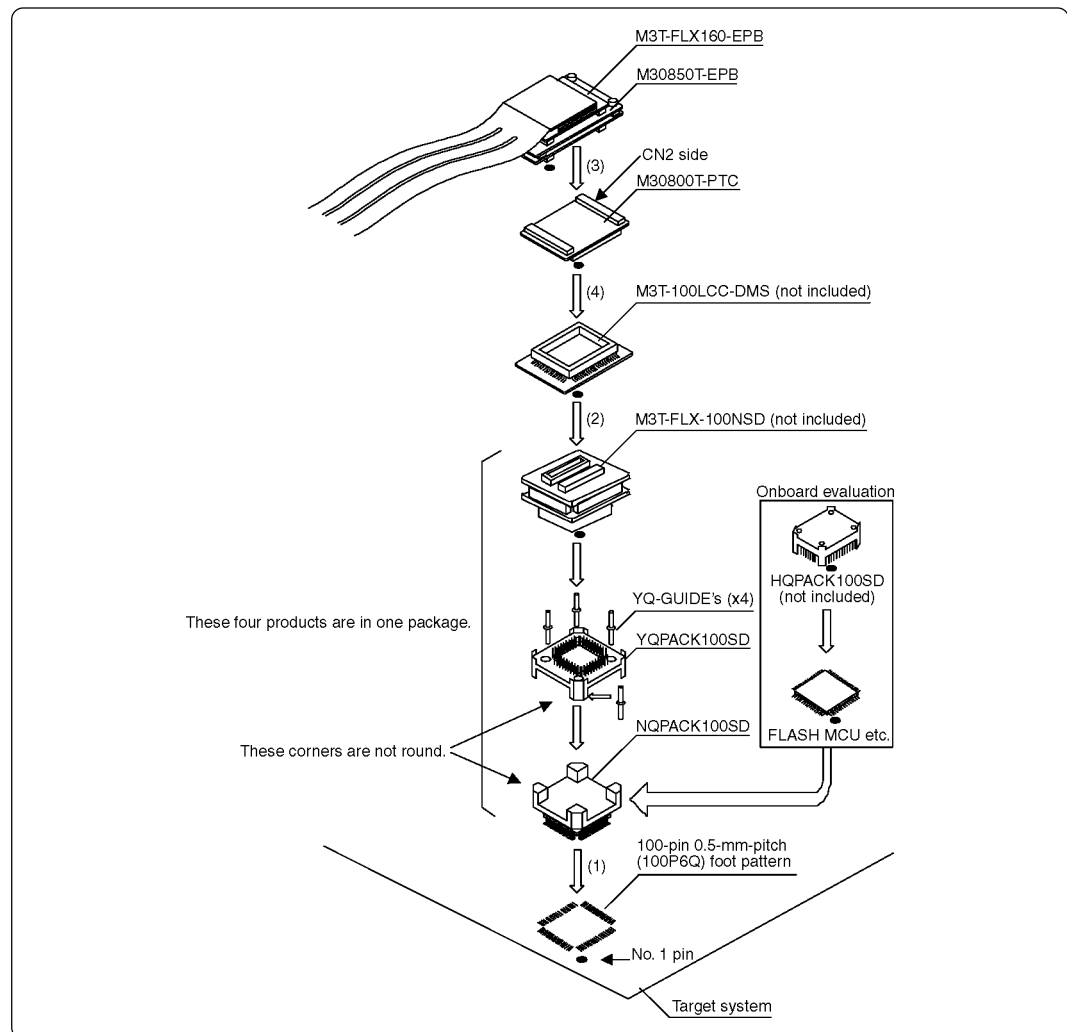 M3T-FLX160-EPB
M30850T-EPB
(3)
CN2 side
M30800T-PTC
(4)
M3T-100LCC-DMS (not included)
(2)
M3T-FLX-100NSD (not included)
Onboard evaluation
HQPACK100SD
(not included)
FLASH MCU etc.
These four products are in one package.
YQ-GUIDE's (x4)
YQPACK100SD
These corners are not round.
NQPACK100SD
(1)
100-pin 0.5-mm-pitch
(100P6Q) foot pattern
No. 1 pin
Target system